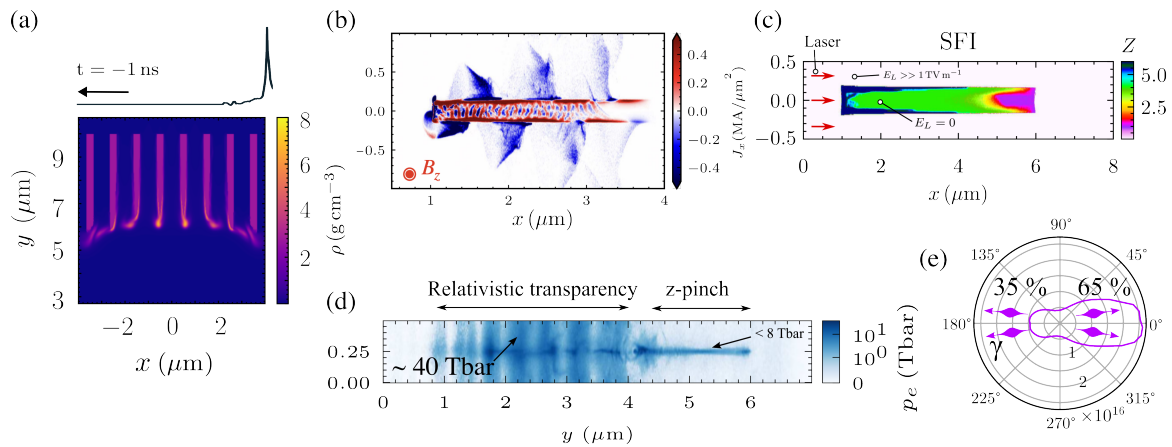 (a)
t = −1 ns
9
7
6
5
3
y (μm)
−2
0
2
x (μm)
8
6
4
2
0
ρ (g cm⁻³)
(b)
0.5
0.0
−0.5
1
2
3
4
x (μm)
B_z
0.4
0.2
0.0
−0.2
−0.4
J_x (MA/μm²)
(c)
Laser
SFI
Z
E_L >> 1 TV m⁻¹
E_L = 0
0.5
0.0
−0.5
0
2
4
6
8
x (μm)
5.0
2.5
(d)
Relativistic transparency
z-pinch
~ 40 Tbar
< 8 Tbar
0.25
0.00
0
1
2
3
4
5
6
y (μm)
10¹
10⁰
0
p_e (Tbar)
(e)
90°
135°
45°
35 %
65 %
180°
0°
γ
1
2
225°
315°
270°
×10¹⁶